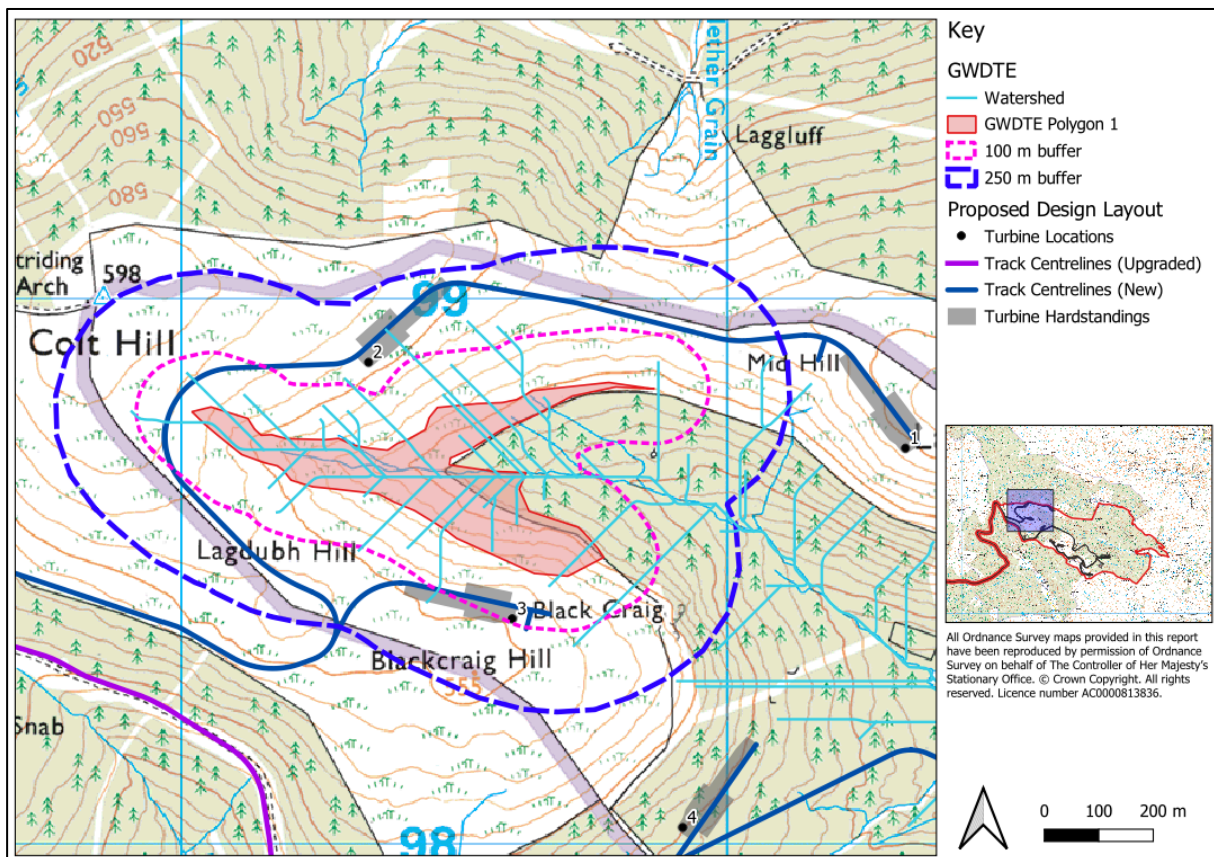 520
550
560
580
ether Grain
Laggluff
triding
Arch
598
99
Colt Hill
2
Mid Hill
1
Lagdubh Hill
3
Black Craig
Blackcraig Hill
555
Snab
4
98
Key
GWDTE
Watershed
GWDTE Polygon 1
100 m buffer
250 m buffer
Proposed Design Layout
Turbine Locations
Track Centrelines (Upgraded)
Track Centrelines (New)
Turbine Hardstandings
All Ordnance Survey maps provided in this report
have been reproduced by permission of Ordnance
Survey on behalf of The Controller of Her Majesty's
Stationary Office. © Crown Copyright. All rights
reserved. Licence number AC0000813836.
0 100 200 m